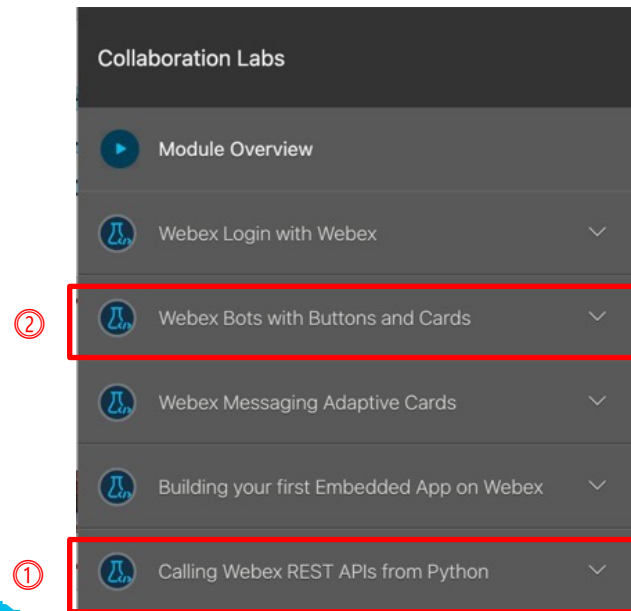 Collaboration Labs
Module Overview
Webex Login with Webex
② Webex Bots with Buttons and Cards
Webex Messaging Adaptive Cards
Building your first Embedded App on Webex
① Calling Webex REST APIs from Python